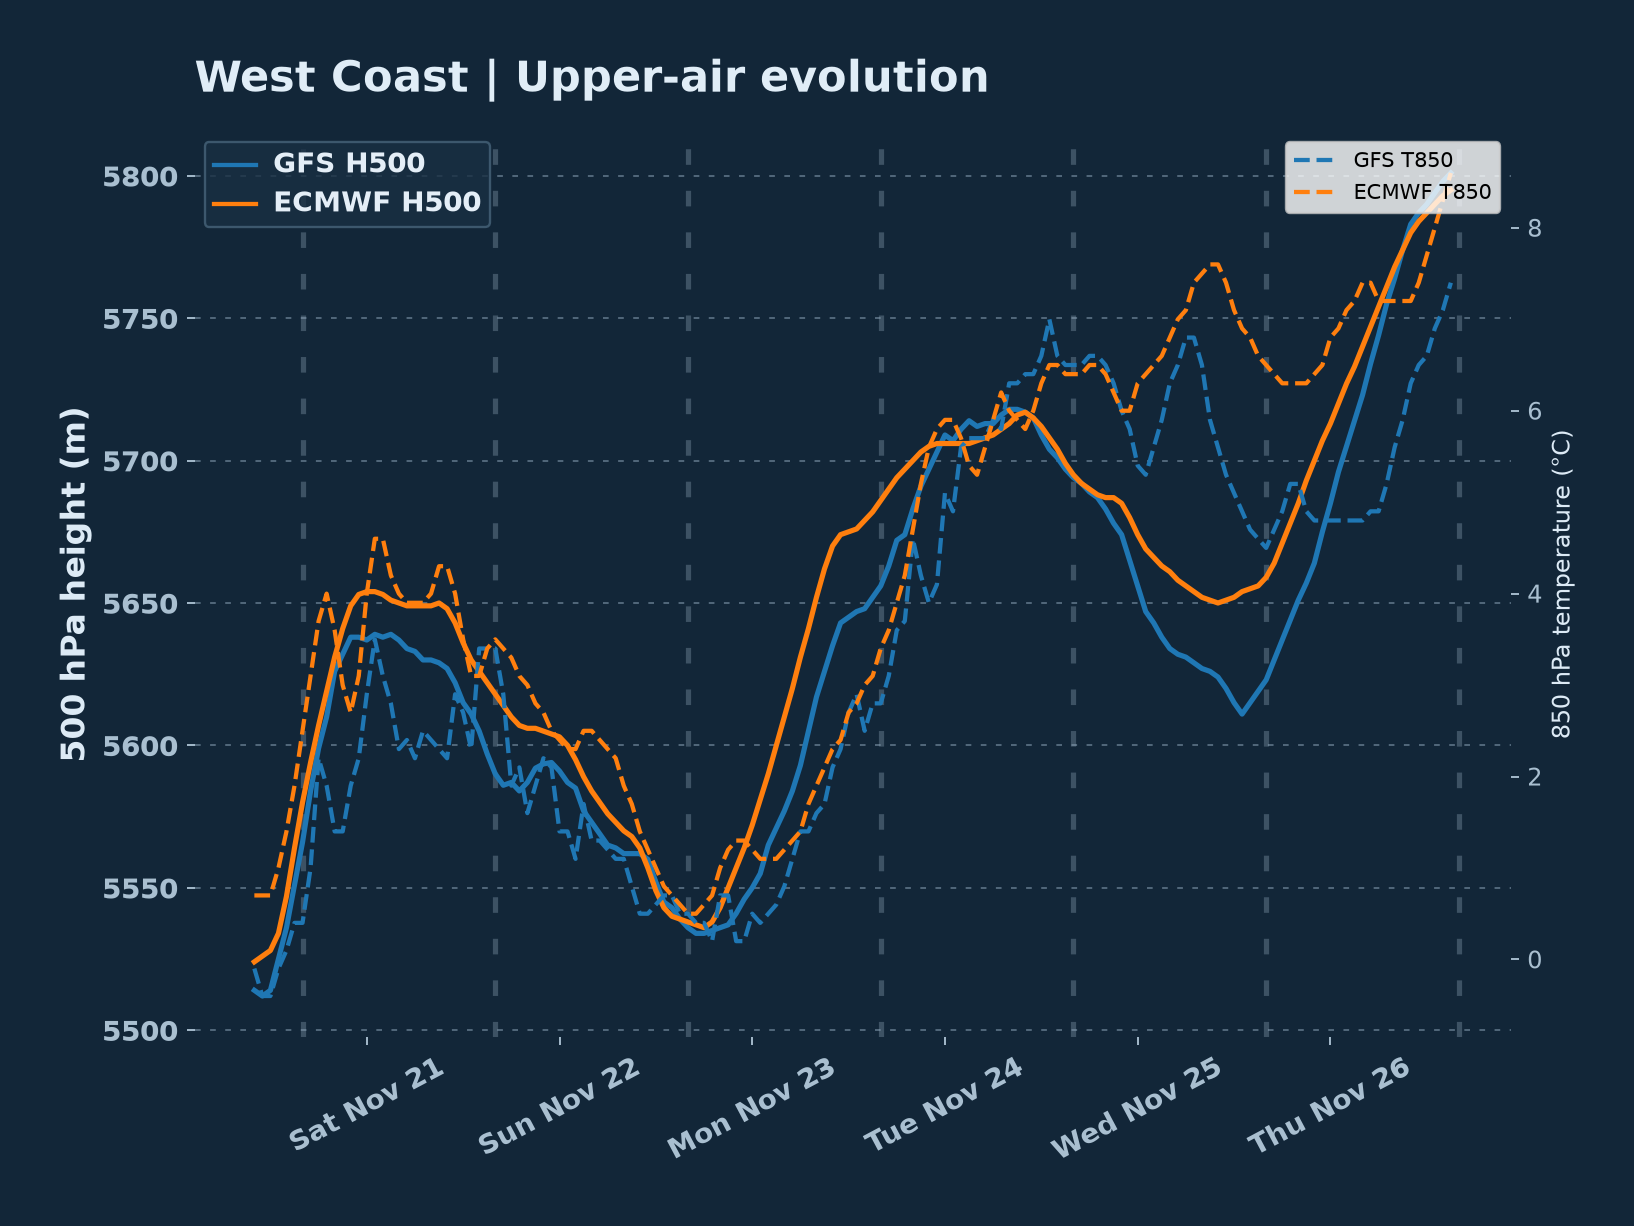 West Coast | Upper-air evolution
GFS H500
ECMWF H500
GFS T850
ECMWF T850
5800
5750
5700
5650
5600
5550
5500
500 hPa height (m)
8
6
4
2
0
850 hPa temperature (°C)
Sat Nov 21
Sun Nov 22
Mon Nov 23
Tue Nov 24
Wed Nov 25
Thu Nov 26